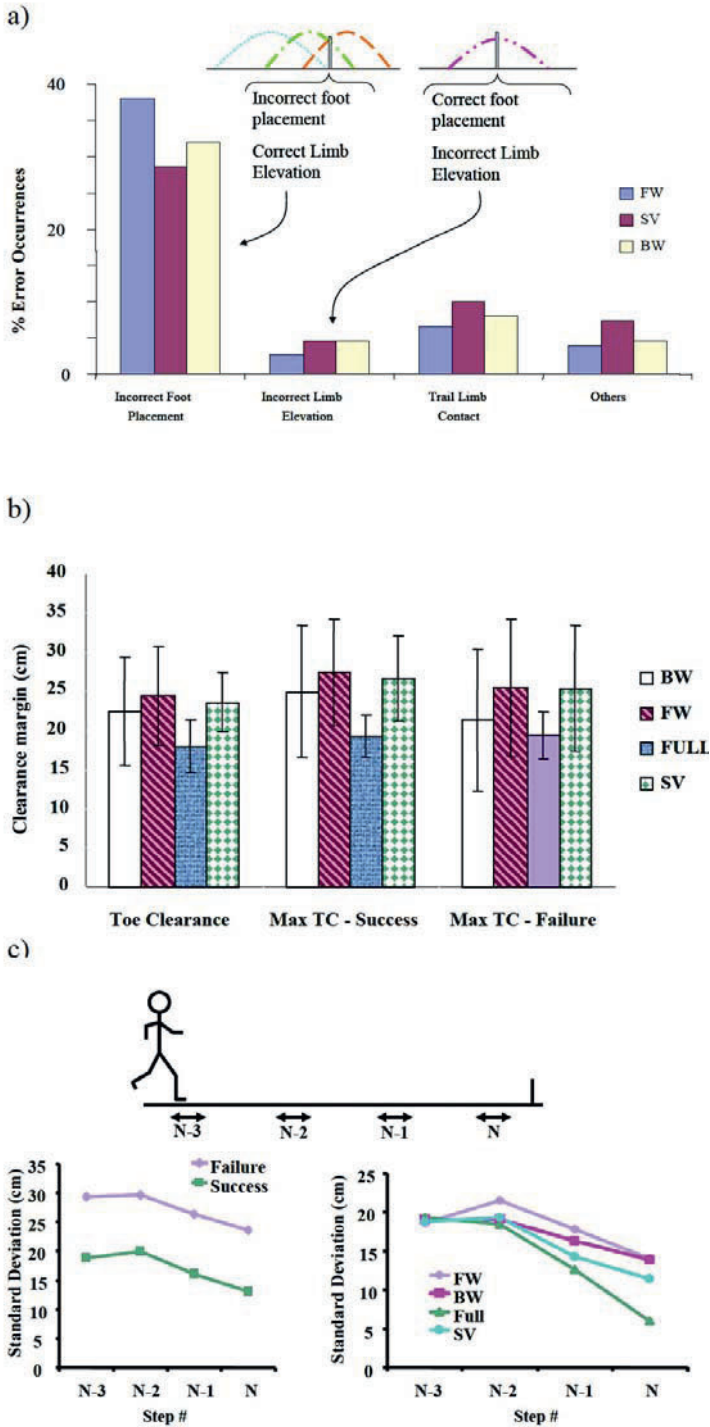 a)
40
20
0
% Error Occurrences
Incorrect foot
placement
Correct Limb
Elevation
Correct foot
placement
Incorrect Limb
Elevation
FW
SV
BW
Incorrect Foot
Placement
Incorrect Limb
Elevation
Trail Limb
Contact
Others
b)
40
35
30
25
20
15
10
5
0
Clearance margin (cm)
BW
FW
FULL
SV
Toe Clearance
Max TC - Success
Max TC - Failure
c)
N-3
N-2
N-1
N
35
30
25
20
15
10
5
0
Standard Deviation (cm)
Failure
Success
N-3
N-2
N-1
N
Step #
25
20
15
10
5
0
Standard Deviation (cm)
FW
BW
Full
SV
N-3
N-2
N-1
N
Step #